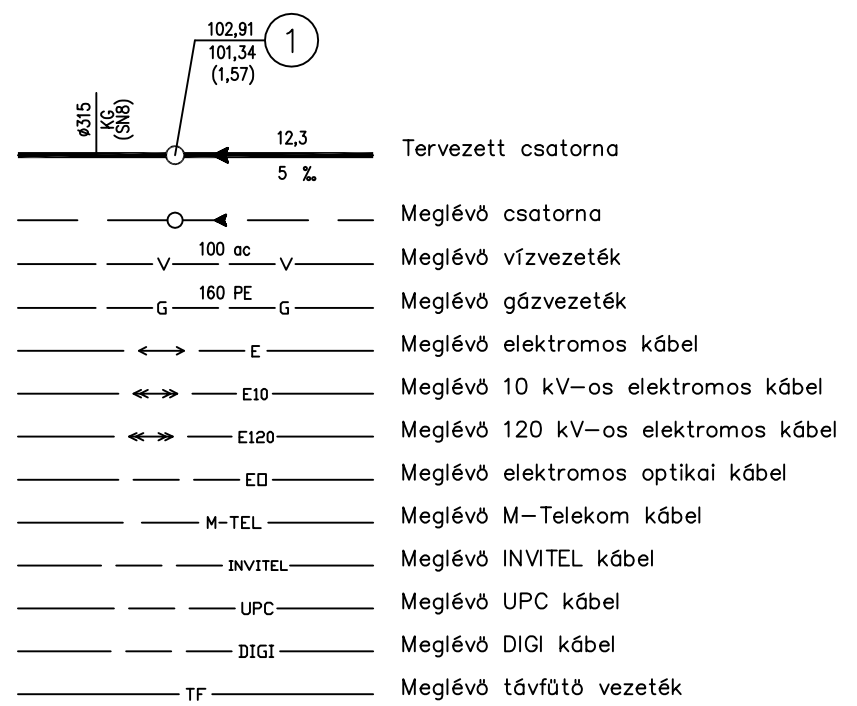 102,91
1
101,34
(1,57)
ø315
KG
(SN8)
12,3
5 ‰
Tervezett csatorna
Meglévö csatorna
100 ac
V V
Meglévö vízvezeték
160 PE
G G
Meglévö gázvezeték
E
Meglévö elektromos kábel
E10
Meglévö 10 kV-os elektromos kábel
E120
Meglévö 120 kV-os elektromos kábel
EO
Meglévö elektromos optikai kábel
M-TEL
Meglévö M-Telekom kábel
INVITEL
Meglévö INVITEL kábel
UPC
Meglévö UPC kábel
DIGI
Meglévö DIGI kábel
TF
Meglévö távfütö vezeték